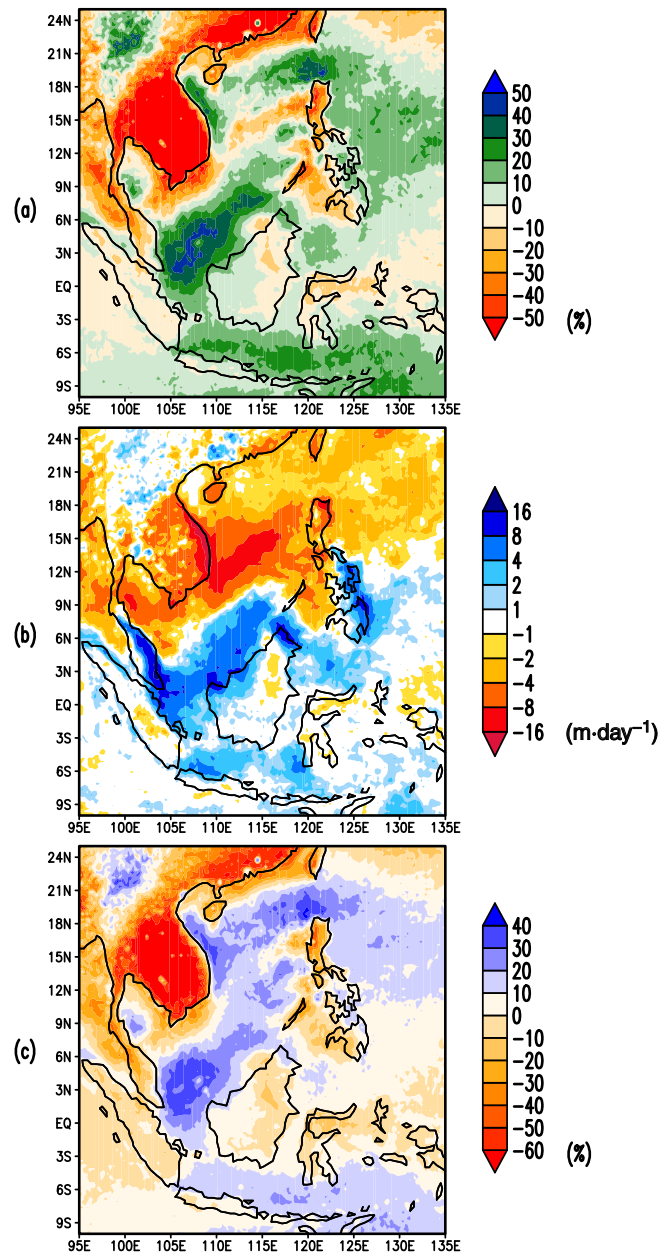 24N
21N
18N
15N
12N
9N
6N
3N
EQ
3S
6S
9S
95E 100E 105E 110E 115E 120E 125E 130E 135E
(a)
50
40
30
20
10
0
−10
−20
−30
−40
−50
(%)
24N
21N
18N
15N
12N
9N
6N
3N
EQ
3S
6S
9S
95E 100E 105E 110E 115E 120E 125E 130E 135E
(b)
16
8
4
2
1
−1
−2
−4
−8
−16
(m·day⁻¹)
24N
21N
18N
15N
12N
9N
6N
3N
EQ
3S
6S
9S
95E 100E 105E 110E 115E 120E 125E 130E 135E
(c)
40
30
20
10
0
−10
−20
−30
−40
−50
−60
(%)